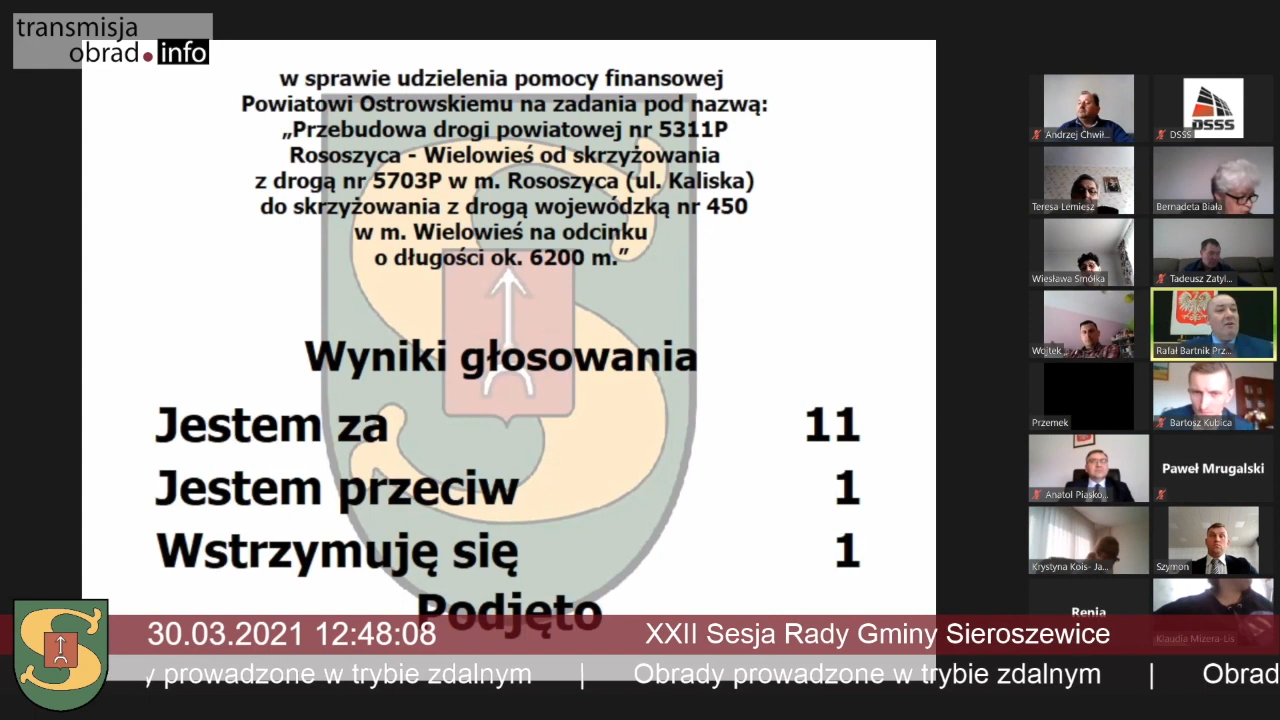 transmisja
obrad.info
w sprawie udzielenia pomocy finansowej
Powiatowi Ostrowskiemu na zadania pod nazwą:
„Przebudowa drogi powiatowej nr 5311P
Rososzyca - Wielowieś od skrzyżowania
z drogą nr 5703P w m. Rososzyca (ul. Kaliska)
do skrzyżowania z drogą wojewódzką nr 450
w m. Wielowieś na odcinku
o długości ok. 6200 m.”
Wyniki głosowania
Jestem za 11
Jestem przeciw 1
Wstrzymuję się 1
Podjęto
Andrzej Chwił...
DSSS
DSSS
Teresa Lemiesz
Bernadeta Biała
Wiesława Smółka
Tadeusz Zatyl...
Wojtek
Rafał Bartnik Prz...
Przemek
Bartosz Kubica
Anatol Piasko...
Paweł Mrugalski
Krystyna Kois- Ja...
Szymon
Renia
Klaudia Mizera-Lis
30.03.2021 12:48:08 XXII Sesja Rady Gminy Sieroszewice
y prowadzone w trybie zdalnym | Obrady prowadzone w trybie zdalnym | Obrad